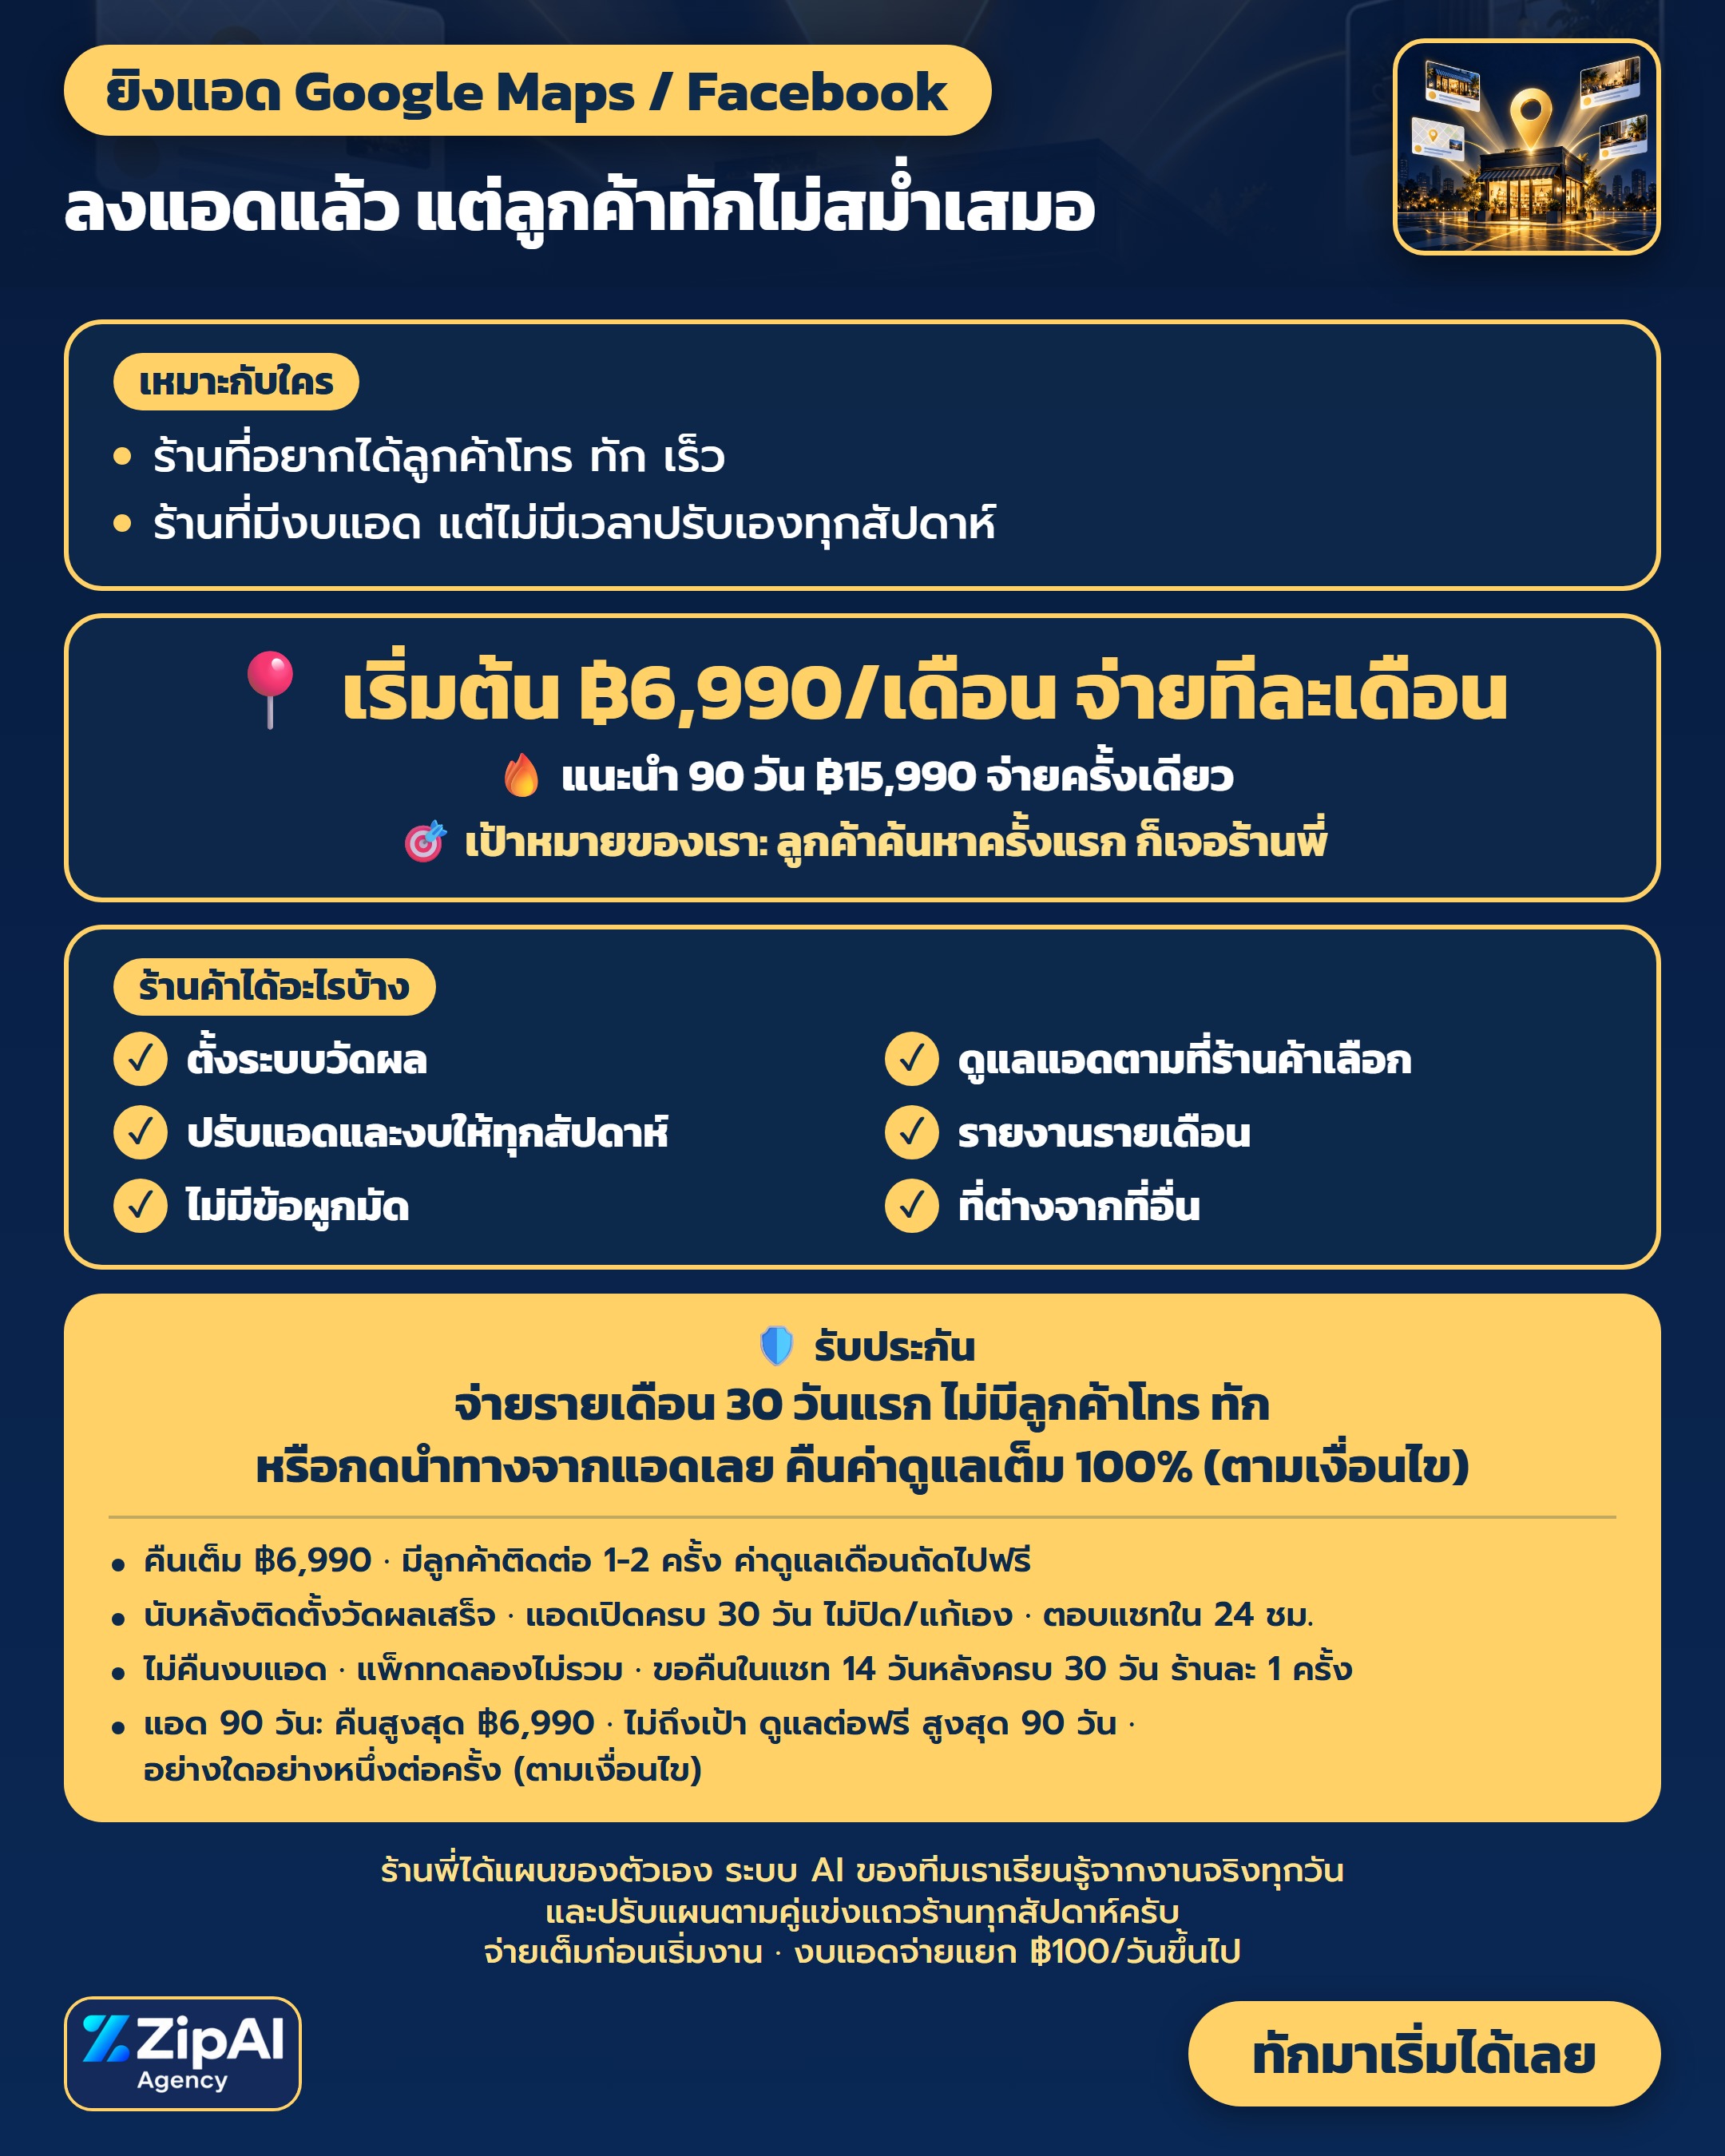 ยิงแอด Google Maps / Facebook
ลงแอดแล้ว แต่ลูกค้าทักไม่สม่ำเสมอ
เหมาะกับใคร
• ร้านที่อยากได้ลูกค้าโทร ทัก เร็ว
• ร้านที่มีงบแอด แต่ไม่มีเวลาปรับเองทุกสัปดาห์
📍 เริ่มต้น ฿6,990/เดือน จ่ายทีละเดือน
🔥 แนะนำ 90 วัน ฿15,990 จ่ายครั้งเดียว
🎯 เป้าหมายของเรา: ลูกค้าค้นหาครั้งแรก ก็เจอร้านพี่
ร้านค้าได้อะไรบ้าง
✓ ตั้งระบบวัดผล
✓ ดูแลแอดตามที่ร้านค้าเลือก
✓ ปรับแอดและงบให้ทุกสัปดาห์
✓ รายงานรายเดือน
✓ ไม่มีข้อผูกมัด
✓ ที่ต่างจากที่อื่น
🛡️ รับประกัน
จ่ายรายเดือน 30 วันแรก ไม่มีลูกค้าโทร ทัก
หรือกดนำทางจากแอดเลย คืนค่าดูแลเต็ม 100% (ตามเงื่อนไข)
• คืนเต็ม ฿6,990 · มีลูกค้าติดต่อ 1-2 ครั้ง ค่าดูแลเดือนถัดไปฟรี
• นับหลังติดตั้งวัดผลเสร็จ · แอดเปิดครบ 30 วัน ไม่ปิด/แก้เอง · ตอบแชทใน 24 ชม.
• ไม่คืนงบแอด · แพ็กทดลองไม่รวม · ขอคืนในแชท 14 วันหลังครบ 30 วัน ร้านละ 1 ครั้ง
• แอด 90 วัน: คืนสูงสุด ฿6,990 · ไม่ถึงเป้า ดูแลต่อฟรี สูงสุด 90 วัน ·
อย่างใดอย่างหนึ่งต่อครั้ง (ตามเงื่อนไข)
ร้านพี่ได้แผนของตัวเอง ระบบ AI ของทีมเราเรียนรู้จากงานจริงทุกวัน
และปรับแผนตามคู่แข่งแถวร้านทุกสัปดาห์ครับ
จ่ายเต็มก่อนเริ่มงาน · งบแอดจ่ายแยก ฿100/วันขึ้นไป
ZipAI
Agency
ทักมาเริ่มได้เลย